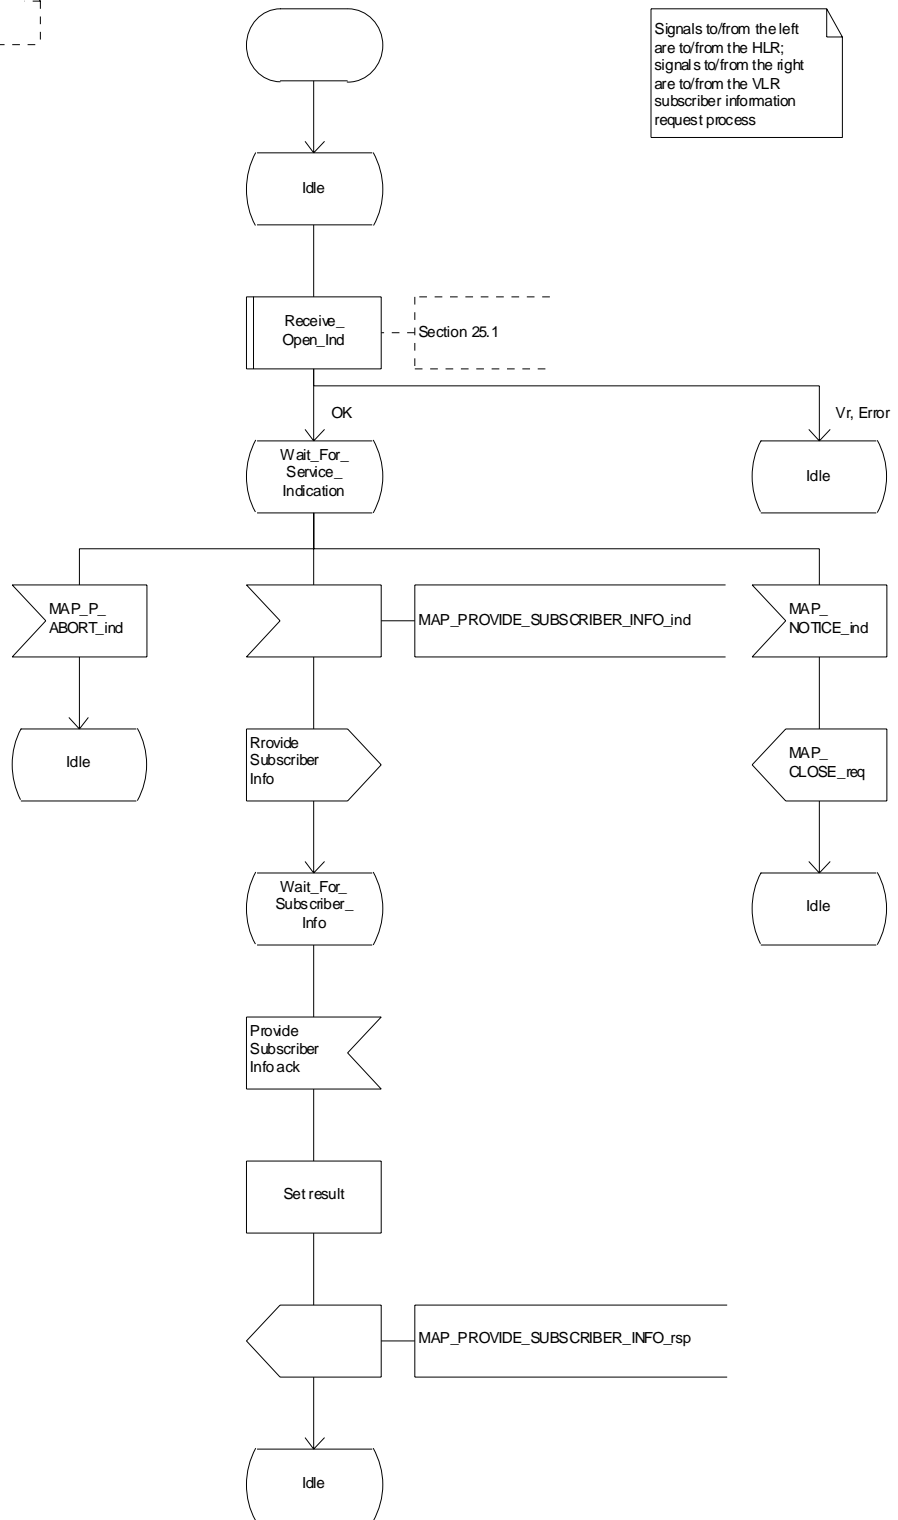 Signals to/from the left
are to/from the HLR;
signals to/from the right
are to/from the VLR
subscriber information
request process
Idle
Receive_
Open_Ind
Section 25.1
OK
Vr, Error
Wait_For_
Service_
Indication
Idle
MAP_P_
ABORT_ind
MAP_PROVIDE_SUBSCRIBER_INFO_ind
MAP_
NOTICE_ind
Idle
Rrovide
Subscriber
Info
MAP_
CLOSE_req
Wait_For_
Subscriber_
Info
Idle
Provide
Subscriber
Info ack
Set result
MAP_PROVIDE_SUBSCRIBER_INFO_rsp
Idle